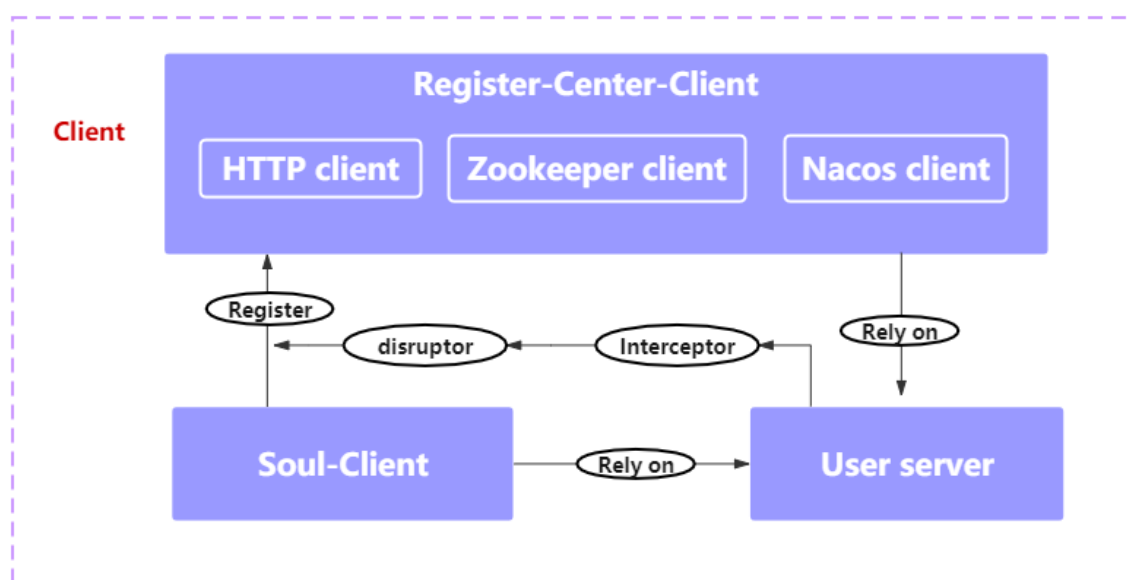 Register-Center-Client
Client
HTTP client
Zookeeper client
Nacos client
Register
disruptor
Interceptor
Rely on
Soul-Client
Rely on
User server